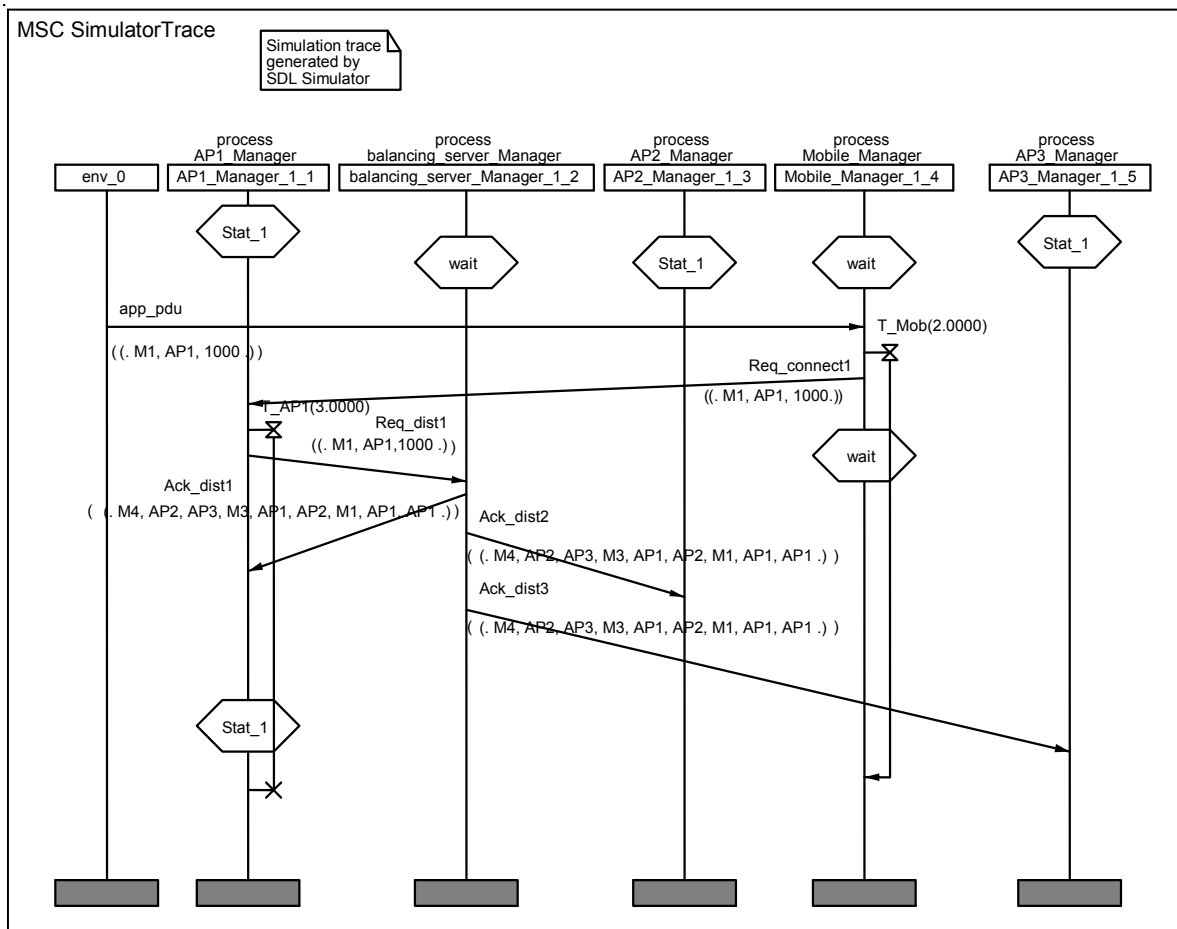 .
MSC SimulatorTrace
Simulation trace
generated by
SDL Simulator
process
AP1_Manager
process
balancing_server_Manager
process
AP2_Manager
process
Mobile_Manager
process
AP3_Manager
env_0
AP1_Manager_1_1
balancing_server_Manager_1_2
AP2_Manager_1_3
Mobile_Manager_1_4
AP3_Manager_1_5
Stat_1
wait
Stat_1
wait
Stat_1
app_pdu
((. M1, AP1, 1000 .))
T_Mob(2.0000)
Req_connect1
((. M1, AP1, 1000.))
T_AP1(3.0000)
Req_dist1
((. M1, AP1,1000 .))
wait
Ack_dist1
( (. M4, AP2, AP3, M3, AP1, AP2, M1, AP1, AP1 .))
Ack_dist2
( (. M4, AP2, AP3, M3, AP1, AP2, M1, AP1, AP1 .) )
Ack_dist3
( (. M4, AP2, AP3, M3, AP1, AP2, M1, AP1, AP1 .) )
Stat_1